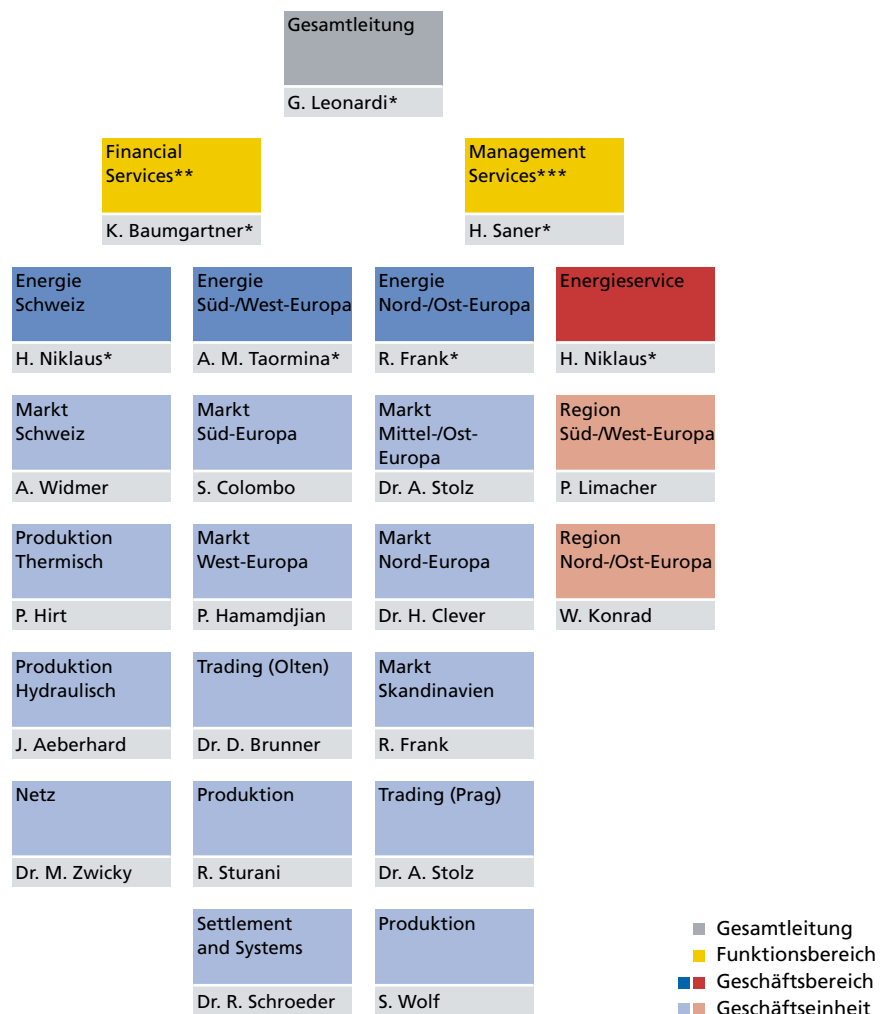 Gesamtleitung
G. Leonardi*
Financial
Services**
K. Baumgartner*
Management
Services***
H. Saner*
Energie
Schweiz
H. Niklaus*
Energie
Süd-/West-Europa
A. M. Taormina*
Energie
Nord-/Ost-Europa
R. Frank*
Energieservice
H. Niklaus*
Markt
Schweiz
A. Widmer
Markt
Süd-Europa
S. Colombo
Markt
Mittel-/Ost-
Europa
Dr. A. Stolz
Region
Süd-/West-Europa
P. Limacher
Produktion
Thermisch
P. Hirt
Markt
West-Europa
P. Hamamdjian
Markt
Nord-Europa
Dr. H. Clever
Region
Nord-/Ost-Europa
W. Konrad
Produktion
Hydraulisch
J. Aeberhard
Trading (Olten)
Dr. D. Brunner
Markt
Skandinavien
R. Frank
Netz
Dr. M. Zwicky
Produktion
R. Sturani
Trading (Prag)
Dr. A. Stolz
Settlement
and Systems
Dr. R. Schroeder
Produktion
S. Wolf
Gesamtleitung
Funktionsbereich
Geschäftsbereich
Geschäftseinheit